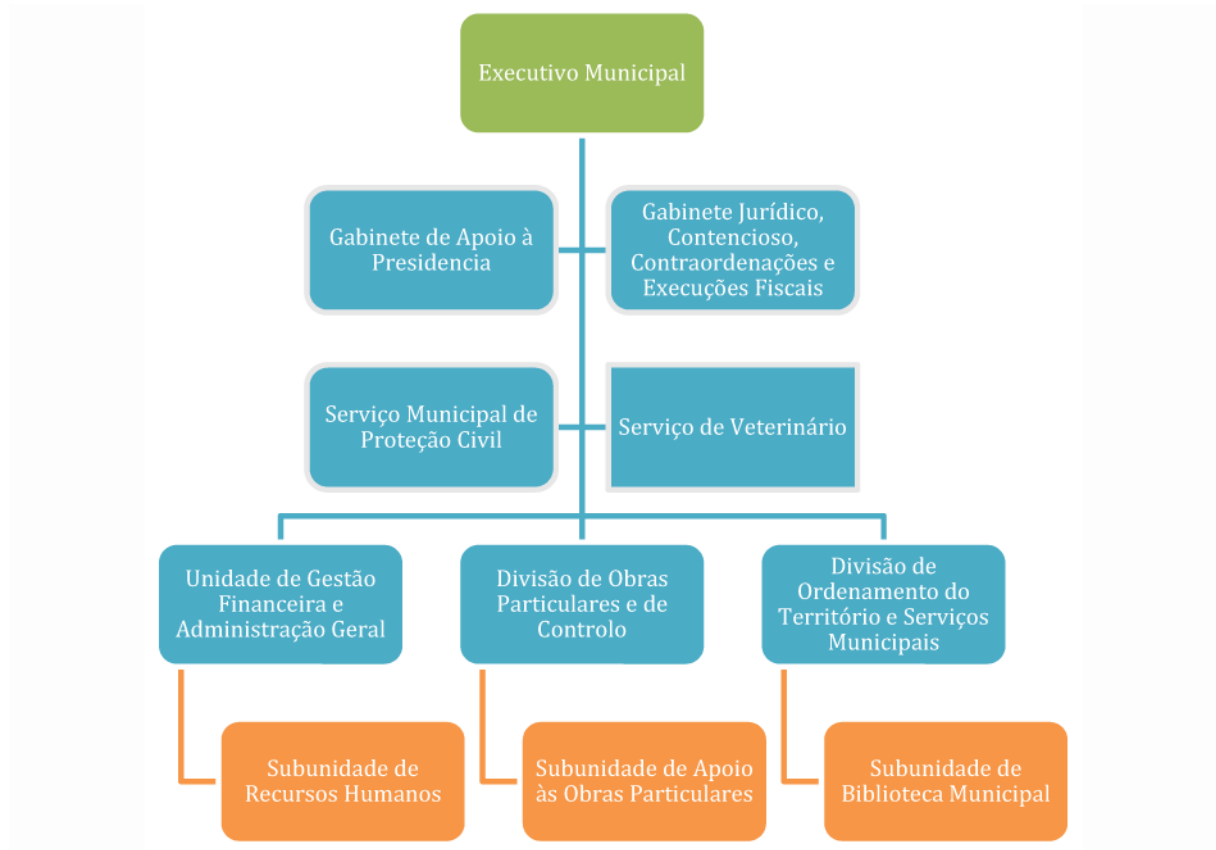 Executivo Municipal
Gabinete de Apoio à
Presidencia
Gabinete Jurídico,
Contencioso,
Contraordenações e
Execuções Fiscais
Serviço Municipal de
Proteção Civil
Serviço de Veterinário
Unidade de Gestão
Financeira e
Administração Geral
Divisão de Obras
Particulares e de
Controlo
Divisão de
Ordenamento do
Território e Serviços
Municipais
Subunidade de
Recursos Humanos
Subunidade de Apoio
às Obras Particulares
Subunidade de
Biblioteca Municipal